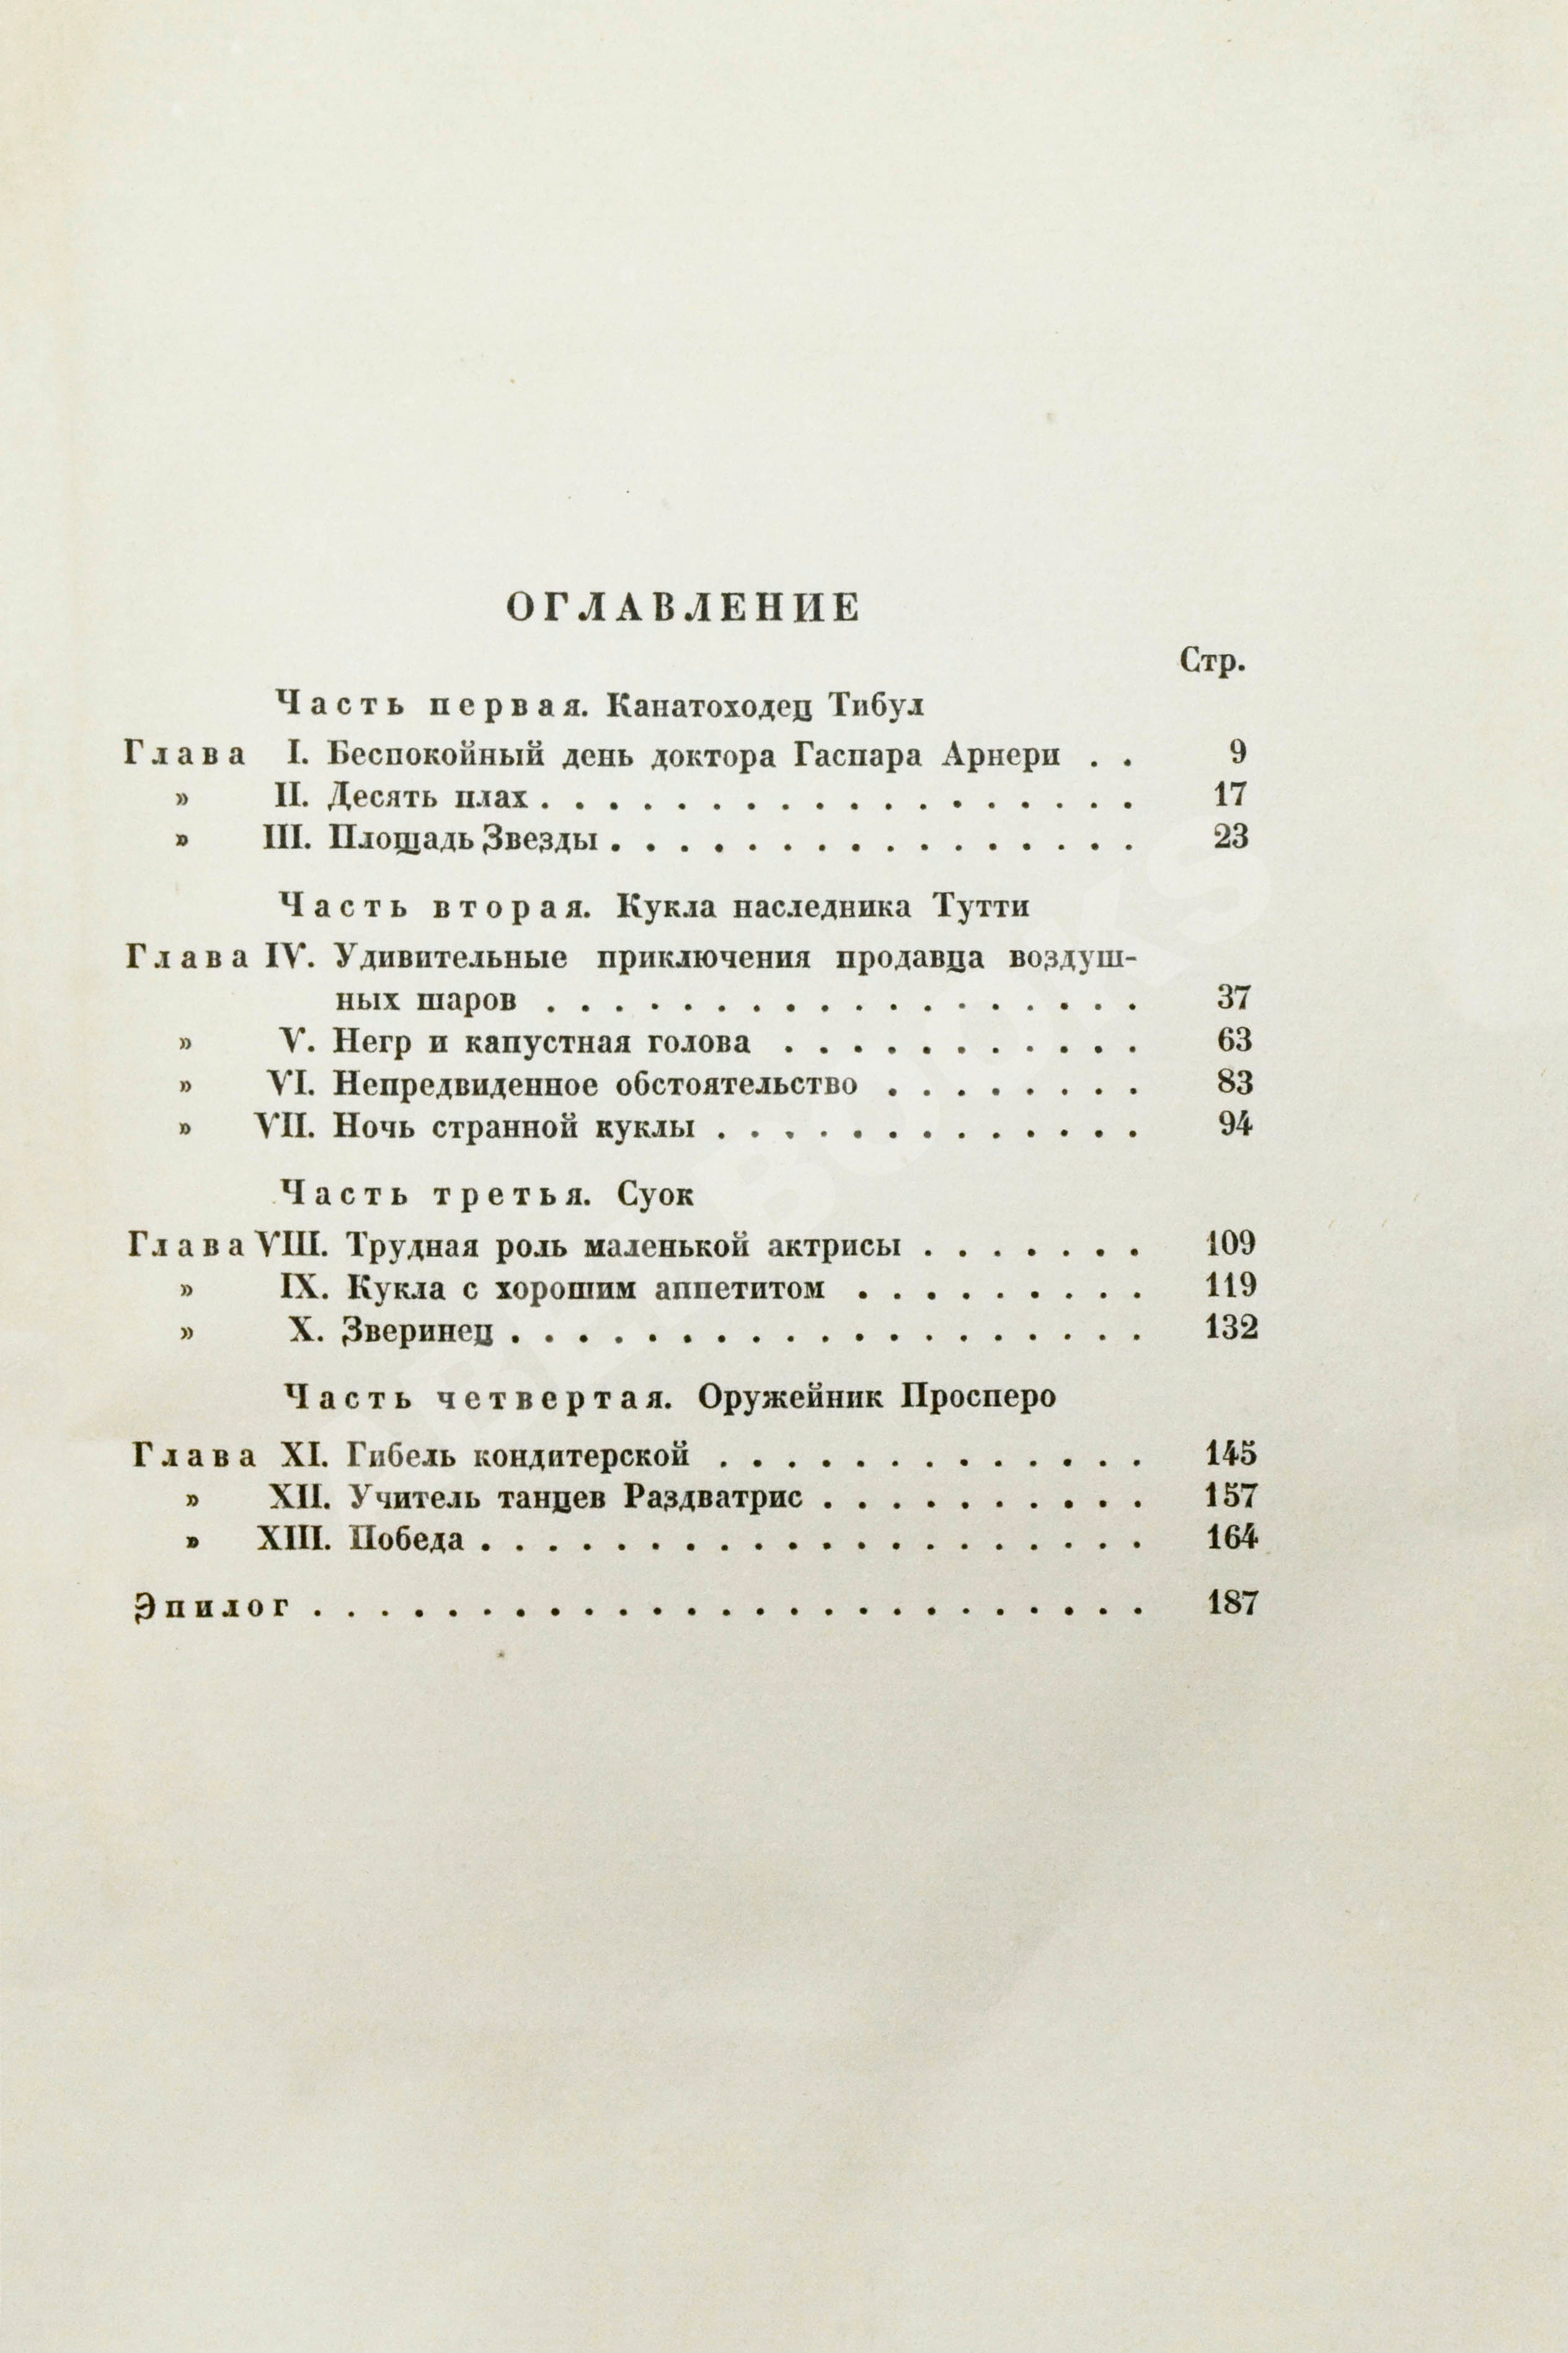 ОГЛАВЛЕНИЕ
Стр.
Часть первая. Канатоходец Тибул
Глава I. Беспокойный день доктора Гаспара Арнери . . 9
» II. Десять плах . . . . . . . . . . . . . . . . . . 17
» III. Площадь Звезды . . . . . . . . . . . . . . . . 23
Часть вторая. Кукла наследника Тутти
Глава IV. Удивительные приключения продавца воздуш-
ных шаров . . . . . . . . . . . . . . . . . . 37
» V. Негр и капустная голова . . . . . . . . . . . 63
» VI. Непредвиденное обстоятельство . . . . . . . . 83
» VII. Ночь странной куклы . . . . . . . . . . . . . 94
Часть третья. Суок
Глава VIII. Трудная роль маленькой актрисы . . . . . . . 109
» IX. Кукла с хорошим аппетитом . . . . . . . . . 119
» X. Зверинец . . . . . . . . . . . . . . . . . . . 132
Часть четвертая. Оружейник Просперо
Глава XI. Гибель кондитерской . . . . . . . . . . . . . 145
» XII. Учитель танцев Раздватрис . . . . . . . . . . 157
» XIII. Победа . . . . . . . . . . . . . . . . . . . . 164
Эпилог . . . . . . . . . . . . . . . . . . . . . . . . . 187